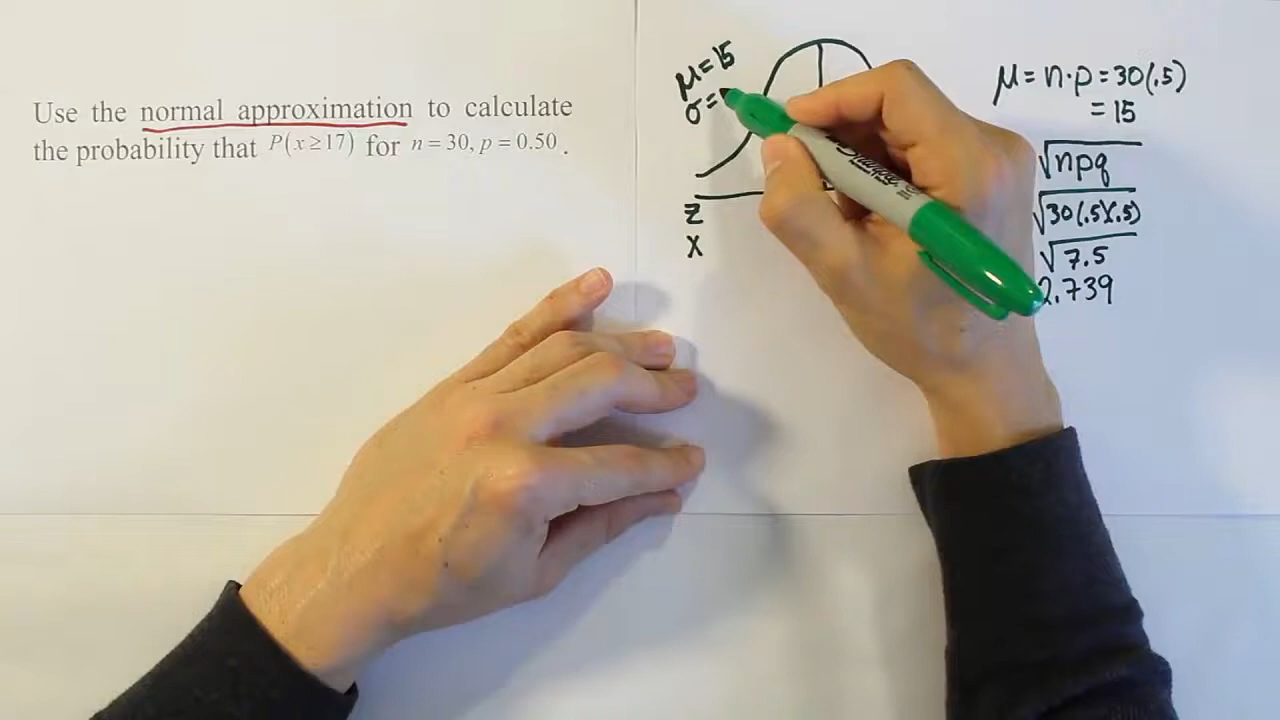 Use the normal approximation to calculate
the probability that P(x≥17) for n=30, p=0.50.
μ=15
σ=
Z
X
μ=n·p=30(.5)
=15
√npq
√30(.5)(.5)
√7.5
2.739
Sharpie